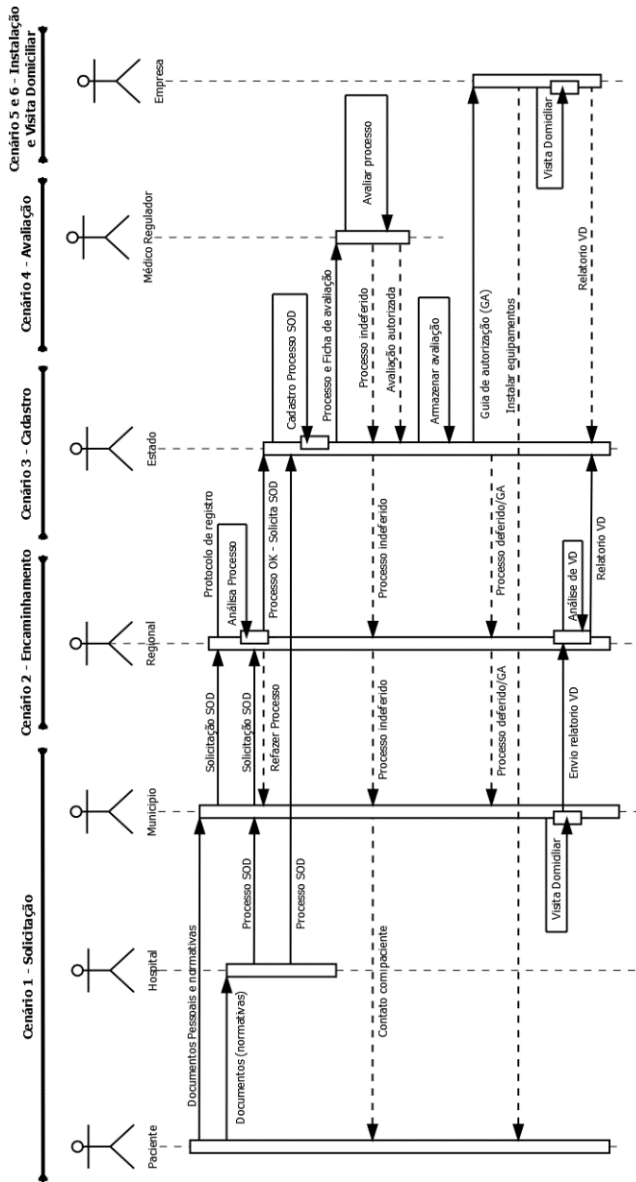 Cenário 1 - Solicitação
Cenário 2 - Encaminhamento
Cenário 3 - Cadastro
Cenário 4 - Avaliação
Cenário 5 e 6 - Instalação
e Visita Domiciliar
Paciente
Hospital
Municipio
Regional
Estado
Médico Regulador
Empresa
Documentos Pessoais e normativas
Solicitação SOD
Protocolo de registro
Documentos (normativas)
Análisa Processo
Processo SOD
Solicitação SOD
Refazer Processo
Processo OK - Solicita SOD
Cadastro Processo SOD
Processo SOD
Processo e Ficha de avaliação
Avaliar processo
Contato com paciente
Processo indeferido
Processo indeferido
Processo indeferido
Avaliação autorizada
Armazenar avaliação
Guia de autorização (GA)
Processo deferido/GA
Processo deferido/GA
Instalar equipamentos
Visita Domiciliar
Visita Domiciliar
Envio relatorio VD
Análise de VD
Relatorio VD
Relatorio VD